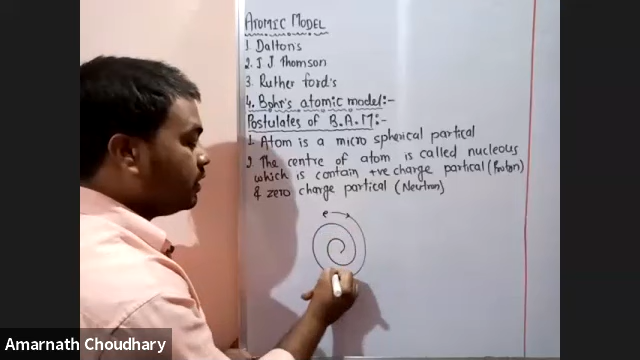 ATOMIC MODEL
1 Daltons
2. J J Thomson
3. Ruther ford's
4. Bohr's atomic model:-
Postulates of B.A.M:-
1. Atom is a micro spherical partical
2 The centre of atom is called nucleous
which is contain +ve charge partical (Proton)
& zero charge partical (Neutron)
e
Amarnath Choudhary